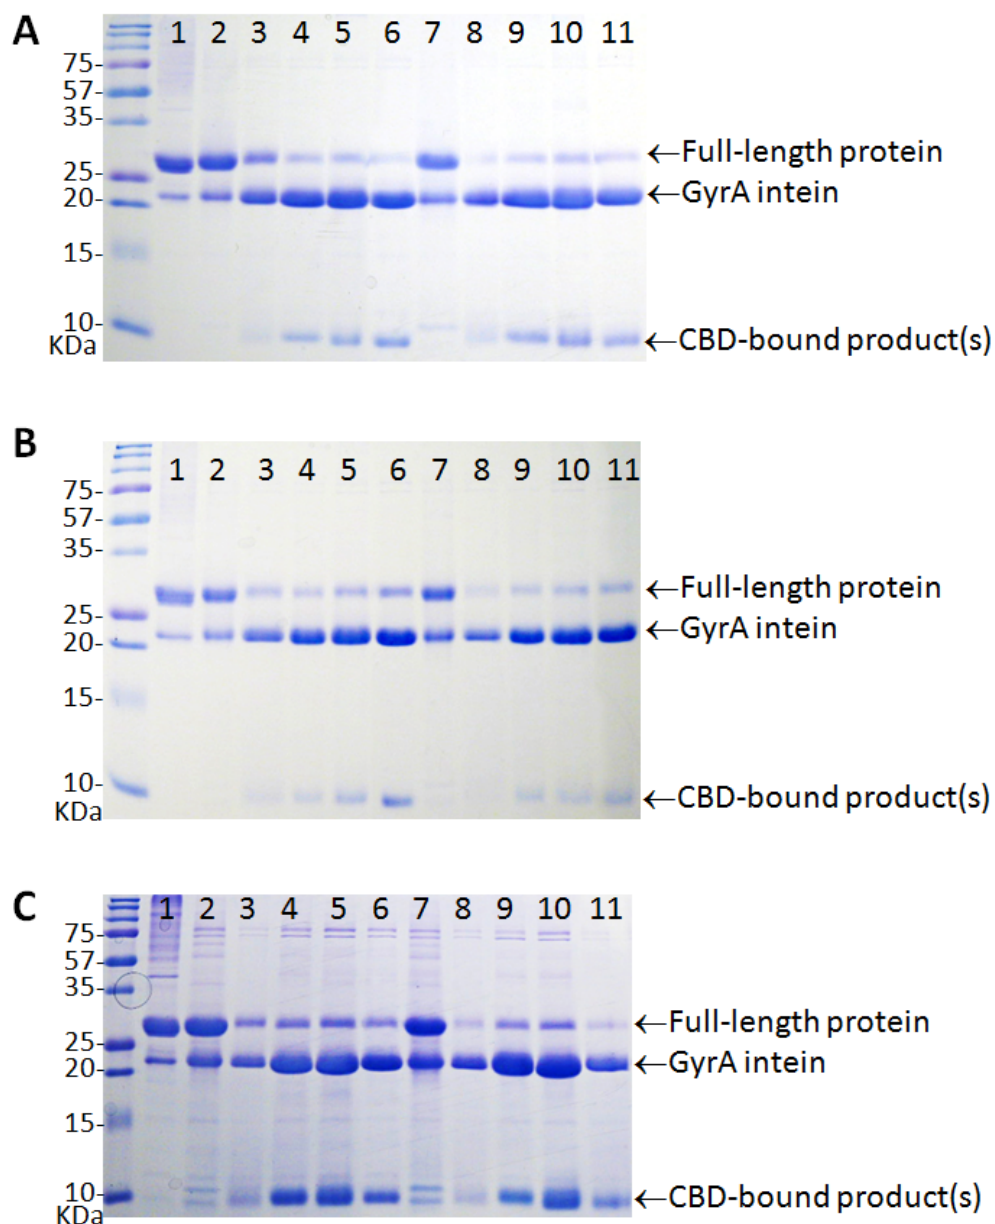 A
1 2 3 4 5 6 7 8 9 10 11
75-
57-
35-
25-
20-
15-
10-
KDa
←Full-length protein
←GyrA intein
←CBD-bound product(s)
B
1 2 3 4 5 6 7 8 9 10 11
75-
57-
35-
25-
20-
15-
10-
KDa
←Full-length protein
←GyrA intein
←CBD-bound product(s)
C
1 2 3 4 5 6 7 8 9 10 11
75-
57-
35-
25-
20-
15-
10-
KDa
←Full-length protein
←GyrA intein
←CBD-bound product(s)